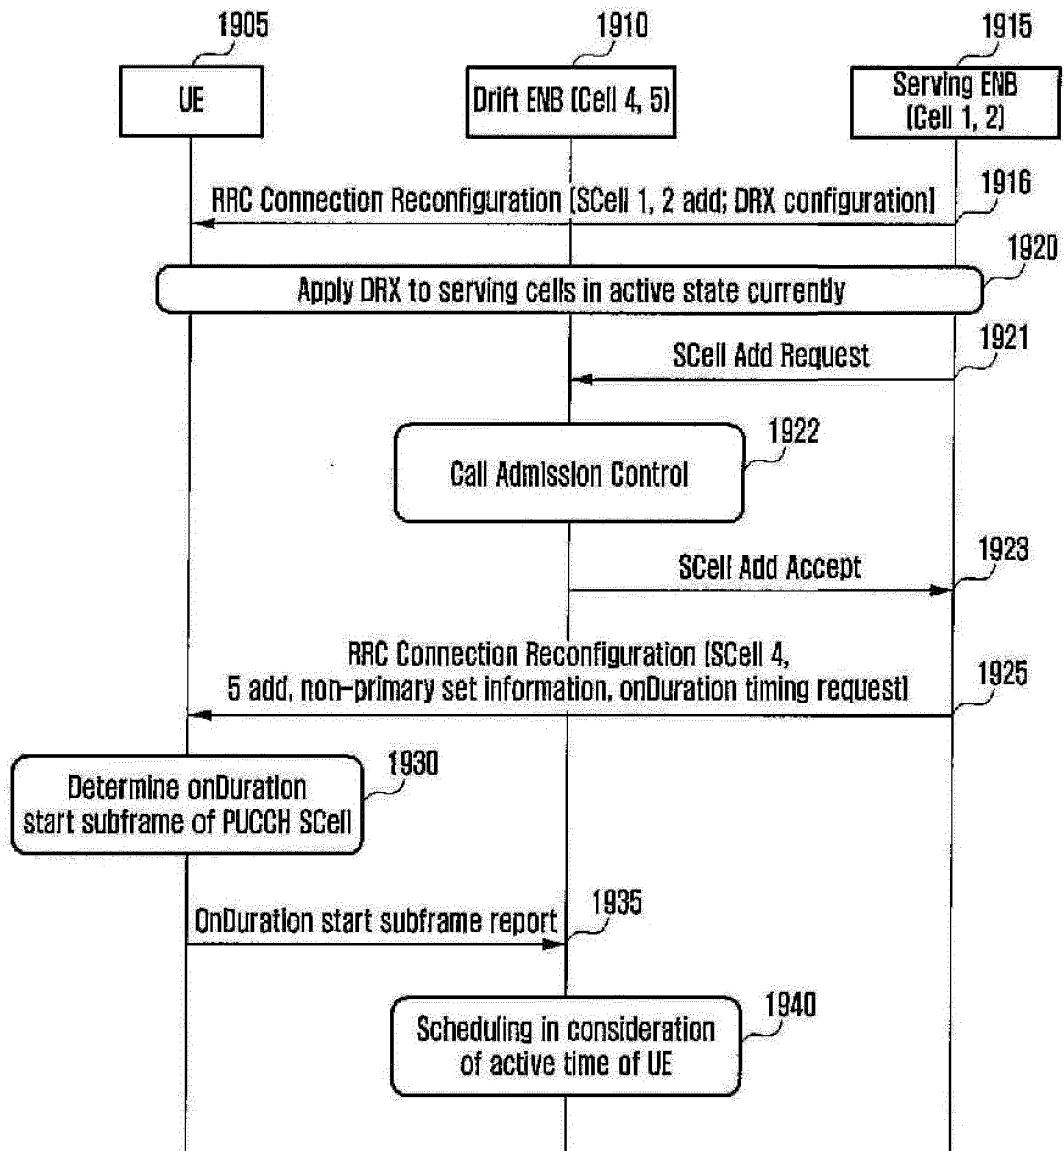 1905
1910
1915
UE
Drift ENB (Cell 4, 5)
Serving ENB
(Cell 1, 2)
RRC Connection Reconfiguration [SCell 1, 2 add; DRX configuration]
1916
1920
Apply DRX to serving cells in active state currently
1921
SCell Add Request
1922
Call Admission Control
1923
SCell Add Accept
RRC Connection Reconfiguration [SCell 4,
5 add, non-primary set information, onDuration timing request]
1925
1930
Determine onDuration
start subframe of PUCCH SCell
1935
OnDuration start subframe report
1940
Scheduling in consideration
of active time of UE